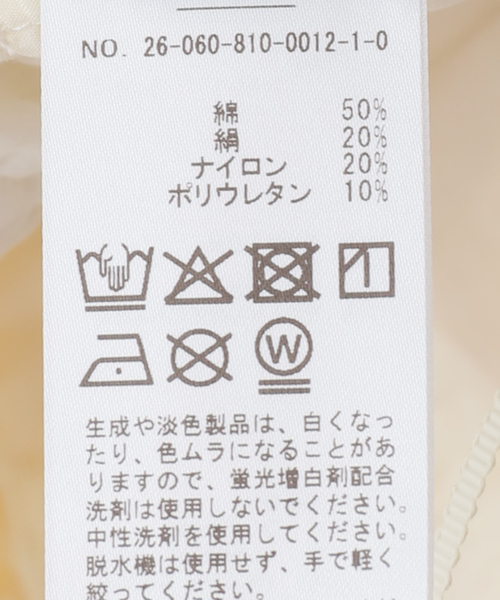 NO. 26-060-810-0012-1-0
綿 50%
絹 20%
ナイロン 20%
ポリウレタン 10%
W
生成や淡色製品は、白くなっ
たり、色ムラになることがあ
りますので、蛍光増白剤配合
洗剤は使用しないでください。
中性洗剤を使用してください。
脱水機は使用せず、手で軽く
絞ってください。